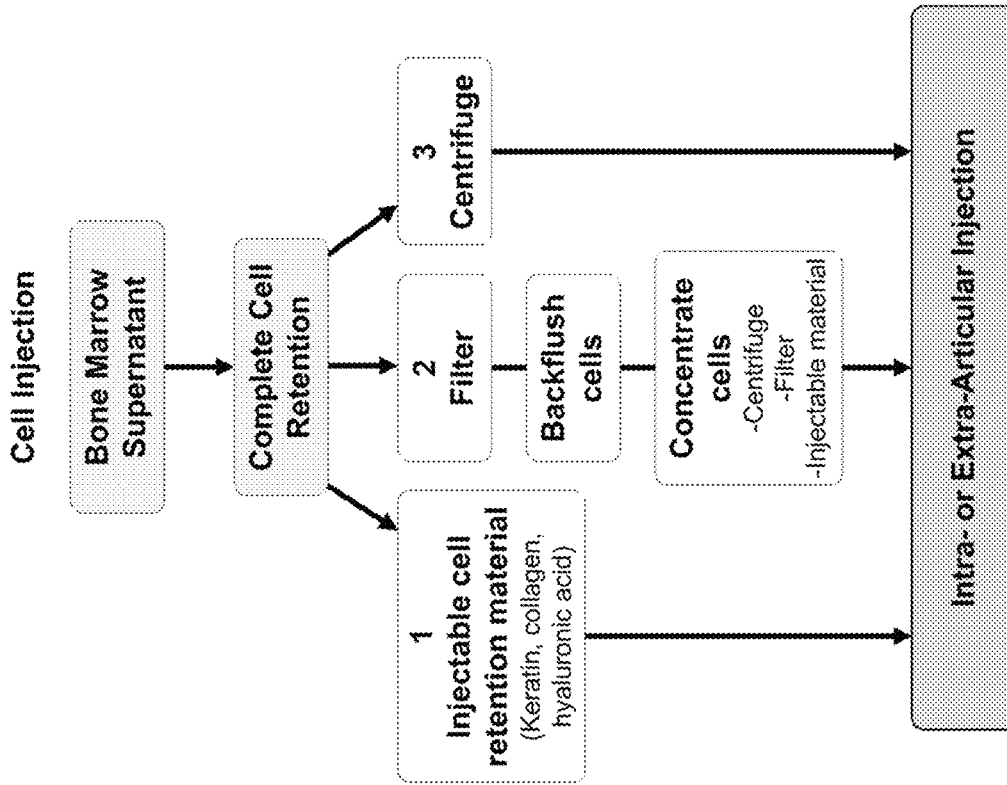 Cell Injection
Bone Marrow
Supernatant
Complete Cell
Retention
1
Injectable cell
retention material
(Keratin, collagen,
hyaluronic acid)
2
Filter
Backflush
cells
Concentrate
cells
-Centrifuge
-Filter
-Injectable material
3
Centrifuge
Intra- or Extra-Articular Injection